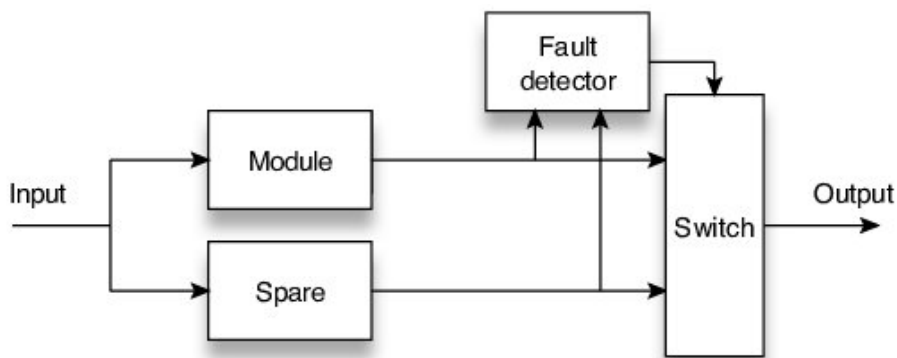 Fault
detector
Module
Input
Output
Switch
Spare